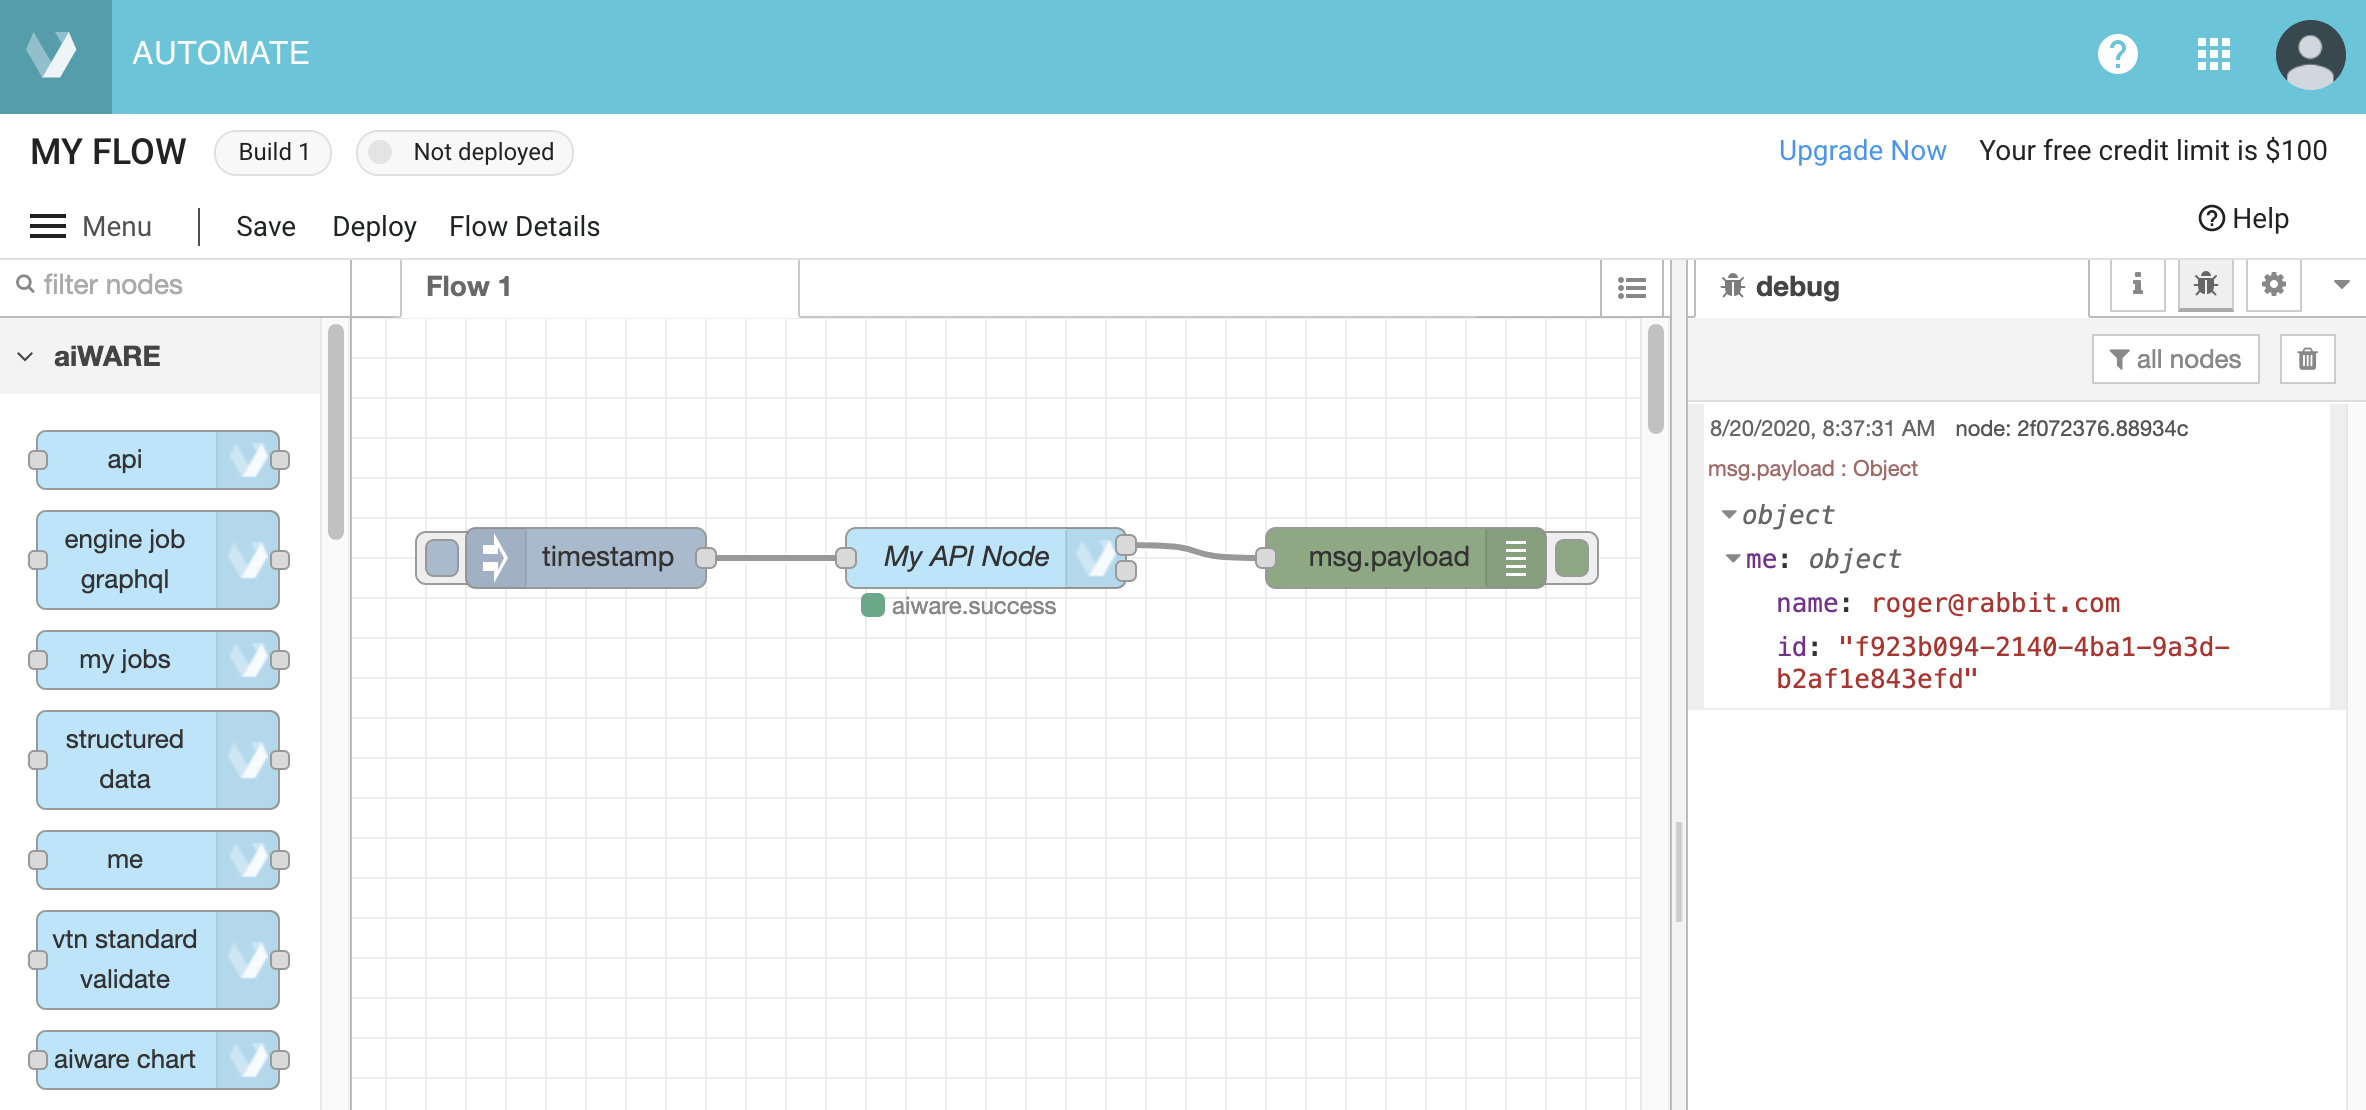 AUTOMATE
MY FLOW
Build 1
Not deployed
Upgrade Now
Your free credit limit is $100
Menu
Save
Deploy
Flow Details
Help
filter nodes
Flow 1
debug
aiWARE
all nodes
api
engine job
graphql
my jobs
structured
data
me
vtn standard
validate
aiware chart
timestamp
My API Node
aiware.success
msg.payload
8/20/2020, 8:37:31 AM node: 2f072376.88934c
msg.payload : Object
object
me: object
name: roger@rabbit.com
id: "f923b094-2140-4ba1-9a3d-
b2af1e843efd"